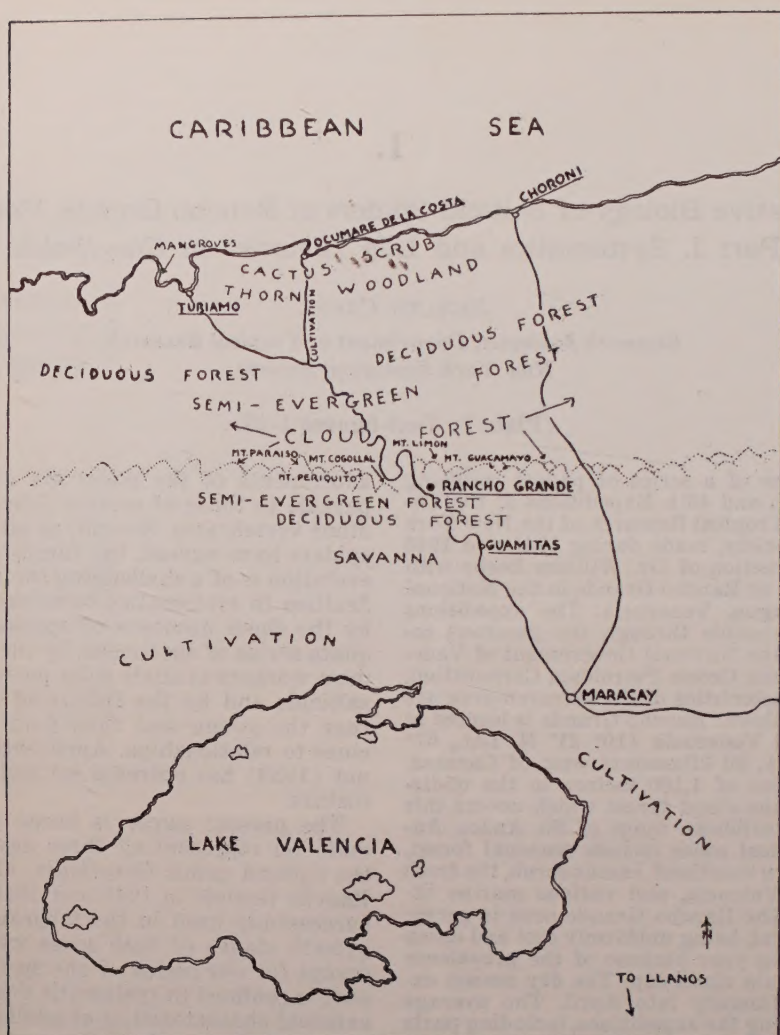 CARIBBEAN SEA
CHORONI
OCUMARE DE LA COSTA
MANGROVES
CACTUS SCRUB
THORN WOODLAND
TURIAMO
CULTIVATION
DECIDUOUS FOREST
DECIDUOUS FOREST
SEMI-EVERGREEN FOREST
CLOUD FOREST
MT. LIMON
MT. PARAISO MT. COGOLLAL MT. GUACAMAYO
MT. PERIQUITO
RANCHO GRANDE
SEMI-EVERGREEN FOREST
DECIDUOUS FOREST
GUAMITAS
SAVANNA
CULTIVATION
MARACAY
CULTIVATION
LAKE VALENCIA
N
TO LLANOS